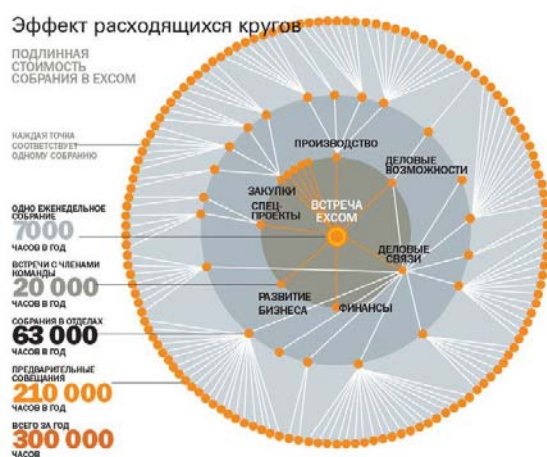 Эффект расходящихся кругов
ПОДЛИННАЯ
СТОИМОСТЬ
СОБРАНИЯ В EXCOM
КАЖДАЯ ТОЧКА
СООТВЕТСТВУЕТ
ОДНОМУ СОБРАНИЮ
ОДНО ЕЖЕНЕДЕЛЬНОЕ
СОБРАНИЕ
7000
ЧАСОВ В ГОД
ВСТРЕЧИ С ЧЛЕНАМИ
КОМАНДЫ
20 000
ЧАСОВ В ГОД
СОБРАНИЯ В ОТДЕЛАХ
63 000
ЧАСОВ В ГОД
ПРЕДВАРИТЕЛЬНЫЕ
СОВЕЩАНИЯ
210 000
ЧАСОВ В ГОД
ВСЕГО ЗА ГОД
300 000
ЧАСОВ
ПРОИЗВОДСТВО
ДЕЛОВЫЕ
ВОЗМОЖНОСТИ
ЗАКУПКИ
СПЕЦ-
ПРОЕКТЫ
ВСТРЕЧА
EXCOM
ДЕЛОВЫЕ
СВЯЗИ
РАЗВИТИЕ
БИЗНЕСА
ФИНАНСЫ